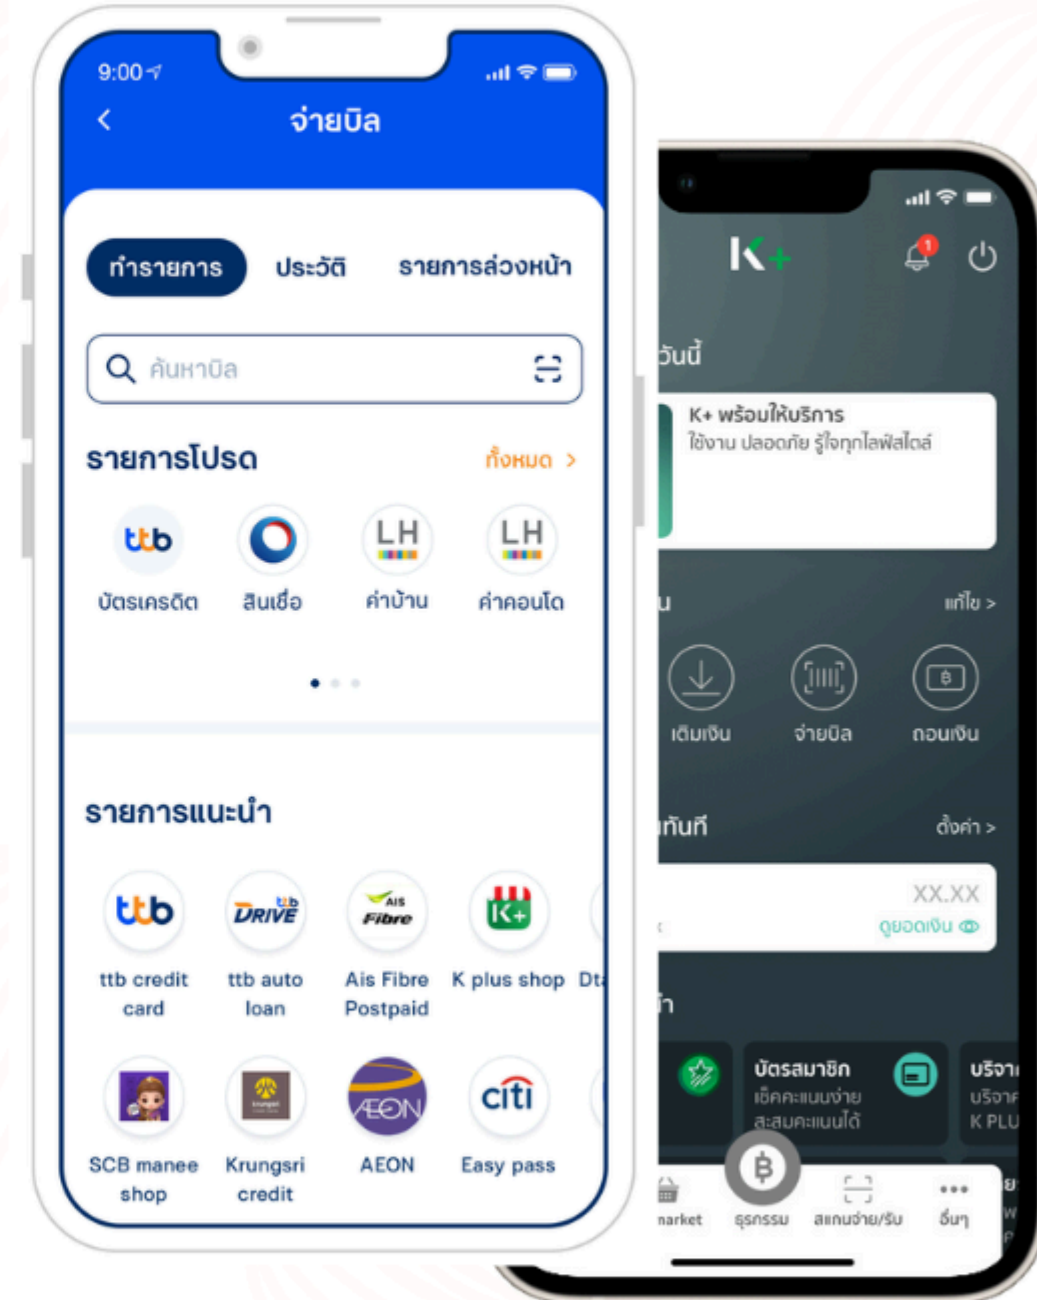 9:00
จ่ายบิล
ทำรายการ ประวัติ รายการล่วงหน้า
ค้นหาบิล
รายการโปรด ทั้งหมด >
ttb LH LH
บัตรเครดิต สินเชื่อ ค่าบ้าน ค่าคอนโด
รายการแนะนำ
ttb ttb DRIVE AIS Fibre K+
ttb credit card
ttb auto loan
Ais Fibre Postpaid
K plus shop
krungsri AEON citi
SCB manee shop
Krungsri credit
AEON
Easy pass
K+ 1
วันนี้
K+ พร้อมให้บริการ
ใช้งาน ปลอดภัย รู้ใจทุกไลฟ์สไตล์
แก้ไข >
เติมเงิน จ่ายบิล ถอนเงิน
ทันที ตั้งค่า >
XX.XX
ดูยอดเงิน
บัตรสมาชิก
เช็คคะแนนง่าย
สะสมคะแนนได้
K PLU
market ธุรกรรม สแกนจ่าย/รับ อื่นๆ